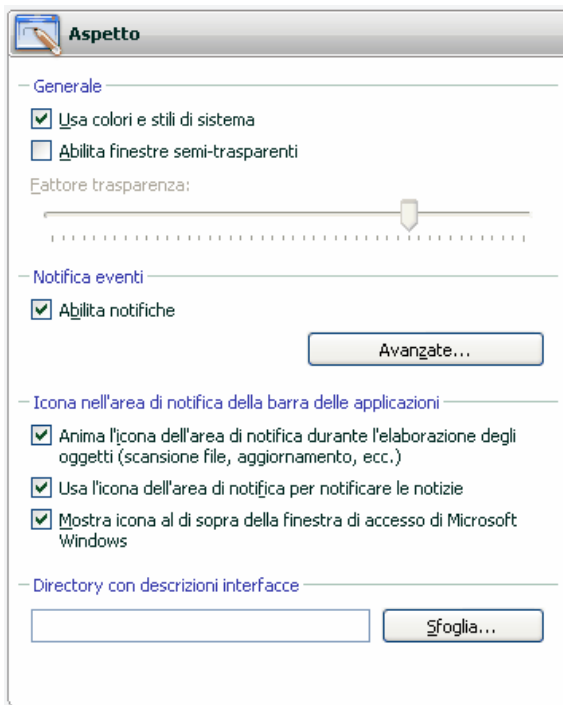 Aspetto
Generale
Usa colori e stili di sistema
Abilita finestre semi-trasparenti
Fattore trasparenza:
Notifica eventi
Abilita notifiche
Avanzate...
Icona nell'area di notifica della barra delle applicazioni
Anima l'icona dell'area di notifica durante l'elaborazione degli
oggetti (scansione file, aggiornamento, ecc.)
Usa l'icona dell'area di notifica per notificare le notizie
Mostra icona al di sopra della finestra di accesso di Microsoft
Windows
Directory con descrizioni interfacce
Sfoglia...